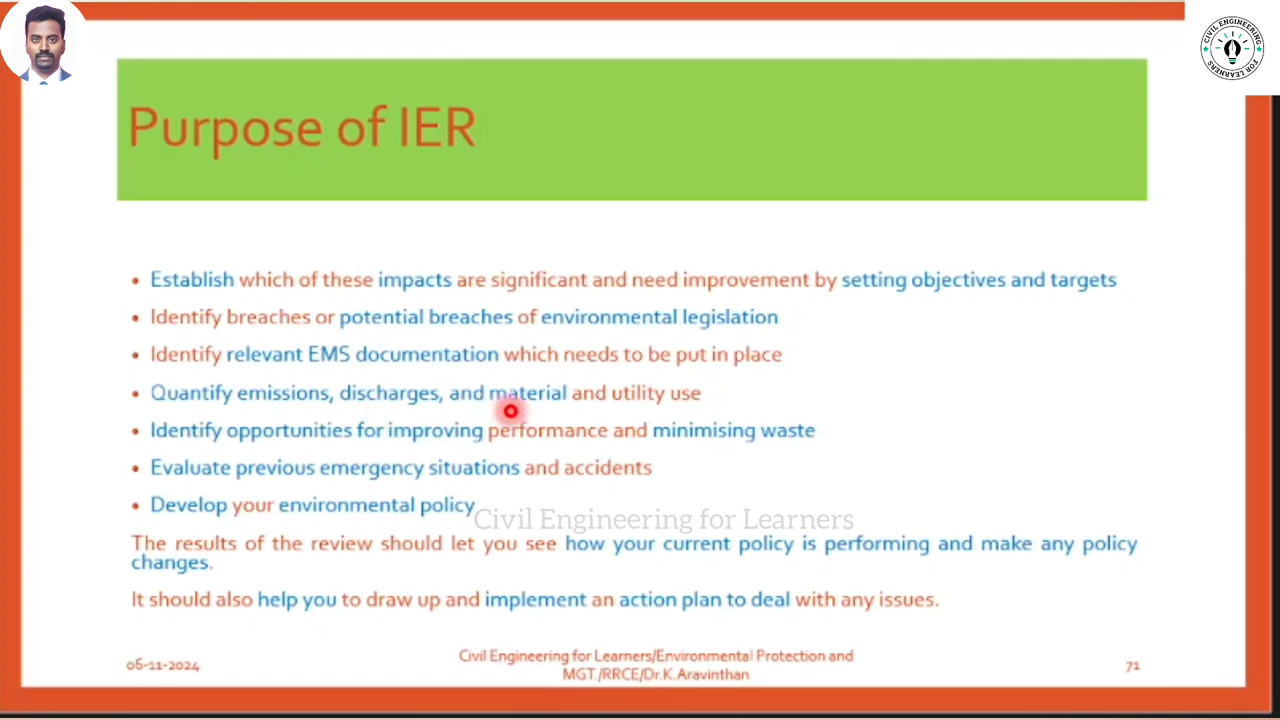 CIVIL ENGINEERING
FOR LEARNERS
Purpose of IER
• Establish which of these impacts are significant and need improvement by setting objectives and targets
• Identify breaches or potential breaches of environmental legislation
• Identify relevant EMS documentation which needs to be put in place
• Quantify emissions, discharges, and material and utility use
• Identify opportunities for improving performance and minimising waste
• Evaluate previous emergency situations and accidents
• Develop your environmental policy
Civil Engineering for Learners
The results of the review should let you see how your current policy is performing and make any policy
changes.
It should also help you to draw up and implement an action plan to deal with any issues.
06-11-2024
Civil Engineering for Learners/Environmental Protection and
MGT./RRCE/Dr.K.Aravinthan
71